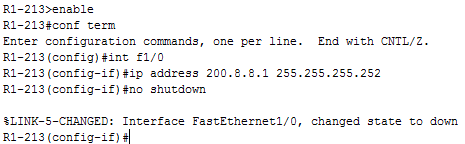 R1-213>enable
R1-213#conf term
Enter configuration commands, one per line.  End with CNTL/Z.
R1-213(config)#int f1/0
R1-213(config-if)#ip address 200.8.8.1 255.255.255.252
R1-213(config-if)#no shutdown

%LINK-5-CHANGED: Interface FastEthernet1/0, changed state to down
R1-213(config-if)#